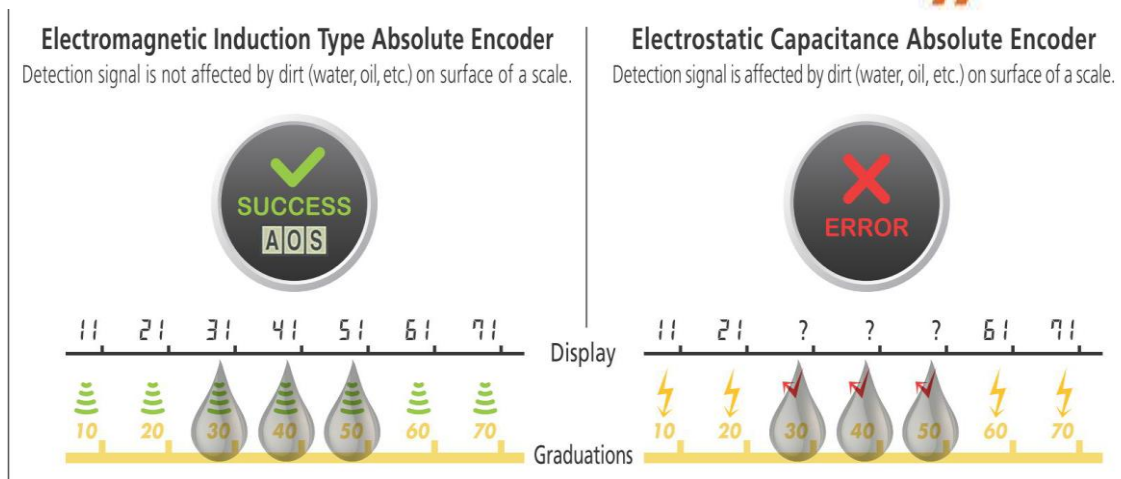 Electromagnetic Induction Type Absolute Encoder
Detection signal is not affected by dirt (water, oil, etc.) on surface of a scale.
SUCCESS
AOS
11 21 31 41 51 61 71
10 20 30 40 50 60 70
Electrostatic Capacitance Absolute Encoder
Detection signal is affected by dirt (water, oil, etc.) on surface of a scale.
ERROR
11 21 ? ? ? 61 71
10 20 30 40 50 60 70
Display
Graduations